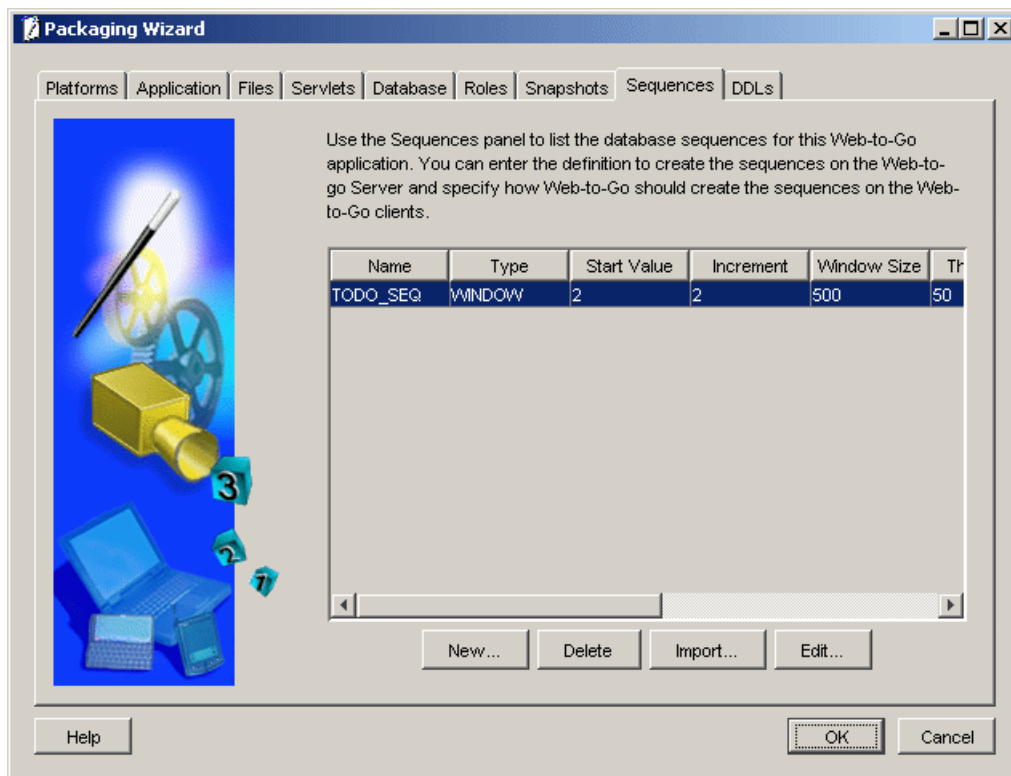 Packaging Wizard
Platforms Application Files Servlets Database Roles Snapshots Sequences DDLs
Use the Sequences panel to list the database sequences for this Web-to-Go
application. You can enter the definition to create the sequences on the Web-to-
go Server and specify how Web-to-Go should create the sequences on the Web-
to-Go clients.
Name Type Start Value Increment Window Size Th
TODO_SEQ WINDOW 2 2 500 50
3
2
1
New... Delete Import... Edit...
Help OK Cancel